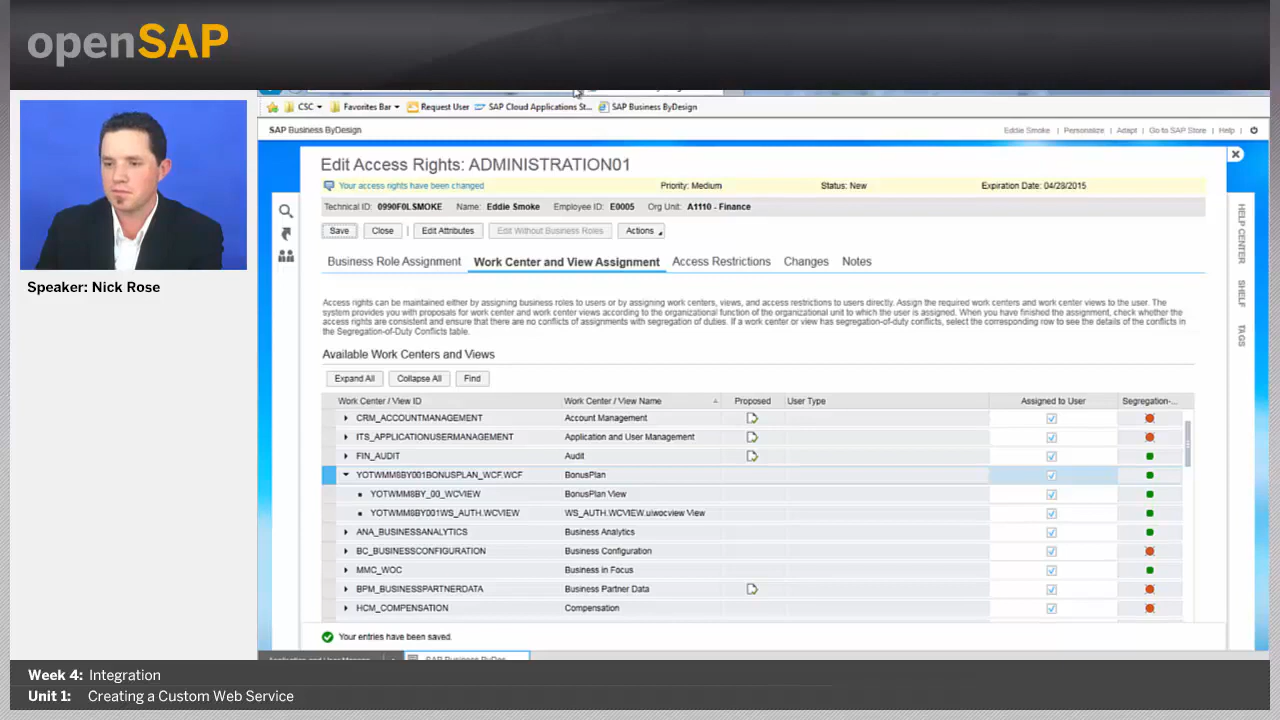 openSAP
CSC Favorites Bar Request User SAP Cloud Applications St... SAP Business ByDesign
SAP Business ByDesign
Eddie Smoke | Personalize | Adapt | Go to SAP Store | Help |
Edit Access Rights: ADMINISTRATION01
Your access rights have been changed Priority: Medium Status: New Expiration Date: 04/28/2015
Technical ID: 0990F0LSMOKE Name: Eddie Smoke Employee ID: E0005 Org Unit: A1110 - Finance
Save Close | Edit Attributes Edit Without Business Roles Actions
Business Role Assignment Work Center and View Assignment Access Restrictions Changes Notes
Access rights can be maintained either by assigning business roles to users or by assigning work centers, views, and access restrictions to users directly. Assign the required work centers and work center views to the user. The
system provides you with proposals for work center and work center views according to the organizational function of the organizational unit to which the user is assigned. When you have finished the assignment, check whether the
access rights are consistent and ensure that there are no conflicts of assignments with segregation of duties. If a work center or view has segregation-of-duty conflicts, select the corresponding row to see the details of the conflicts in
the Segregation-of-Duty Conflicts table.
Available Work Centers and Views
Expand All Collapse All Find
Work Center / View ID Work Center / View Name Proposed User Type Assigned to User Segregation-...
CRM_ACCOUNTMANAGEMENT Account Management
ITS_APPLICATIONUSERMANAGEMENT Application and User Management
FIN_AUDIT Audit
YOTWMM8BY001BONUSPLAN_WCF.WCF BonusPlan
YOTWMM8BY_00_WCVIEW BonusPlan View
YOTWMM8BY001WS_AUTH.WCVIEW WS_AUTH.WCVIEW.uiwocview View
ANA_BUSINESSANALYTICS Business Analytics
BC_BUSINESSCONFIGURATION Business Configuration
MMC_WOC Business in Focus
BPM_BUSINESSPARTNERDATA Business Partner Data
HCM_COMPENSATION Compensation
Your entries have been saved.
HELP CENTER
SHELF
TAGS
Speaker: Nick Rose
Week 4: Integration
Unit 1: Creating a Custom Web Service